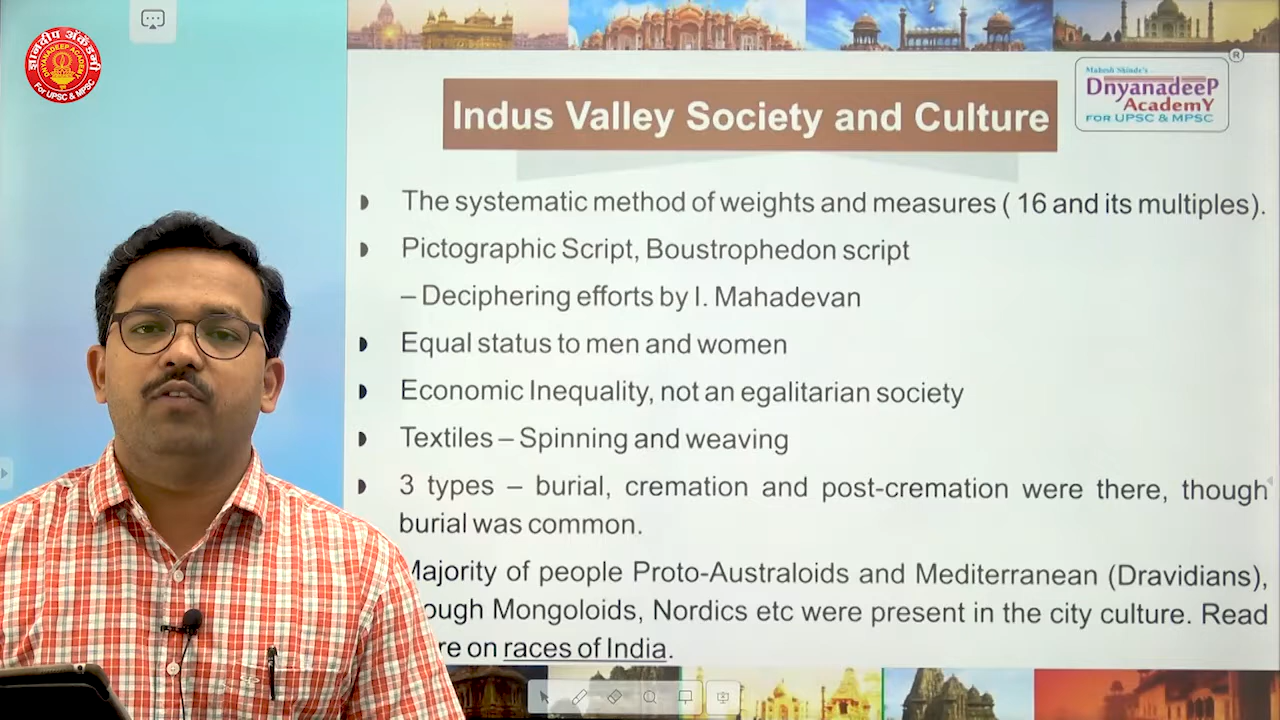 ज्ञानदीप अॅकॅडमी
DNYANADEEP ACADEMY
For UPSC & MPSC
Indus Valley Society and Culture
®
Mahesh Shinde's
DnyanadeeP
AcademY
FOR UPSC & MPSC
The systematic method of weights and measures ( 16 and its multiples).
Pictographic Script, Boustrophedon script
– Deciphering efforts by I. Mahadevan
Equal status to men and women
Economic Inequality, not an egalitarian society
Textiles – Spinning and weaving
3 types – burial, cremation and post-cremation were there, though
burial was common.
Majority of people Proto-Australoids and Mediterranean (Dravidians),
ough Mongoloids, Nordics etc were present in the city culture. Read
re on races of India.